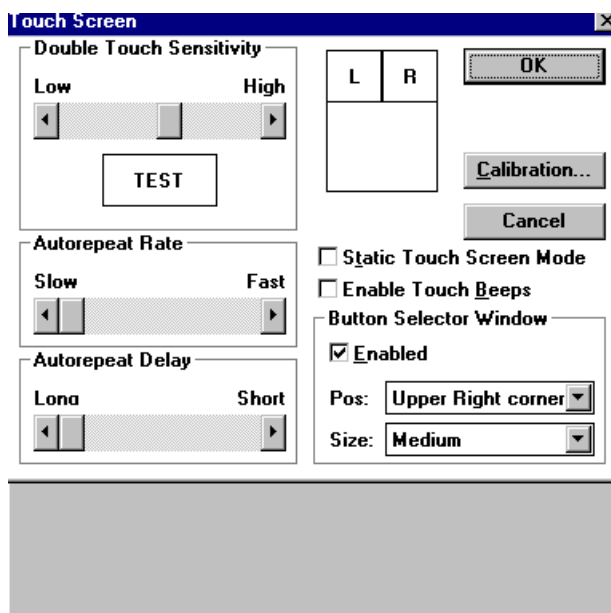 Touch Screen
Double Touch Sensitivity
Low High
TEST
L R
OK
Calibration...
Cancel
Autorepeat Rate
Slow Fast
Autorepeat Delay
Long Short
Static Touch Screen Mode
Enable Touch Beeps
Button Selector Window
Enabled
Pos: Upper Right corner
Size: Medium